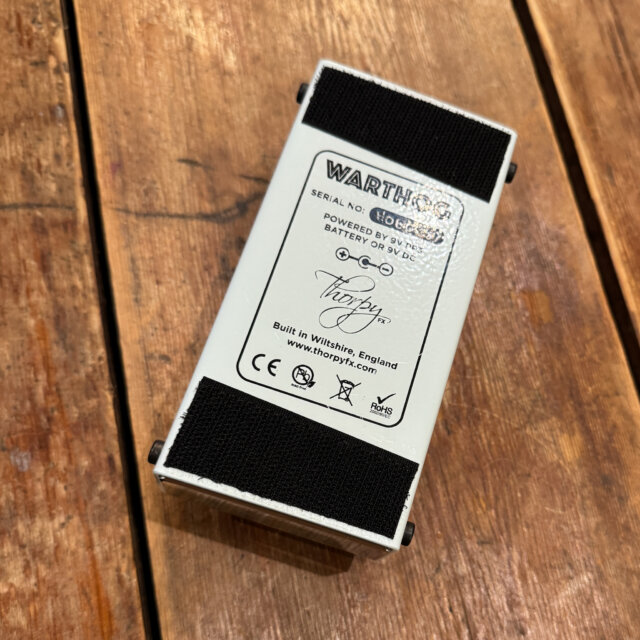 WARTHOG
SERIAL NO:
POWERED BY 9V PP3
BATTERY OR 9V DC
Thorpy FX
Built in Wiltshire, England
www.thorpyfx.com
CE
RoHS